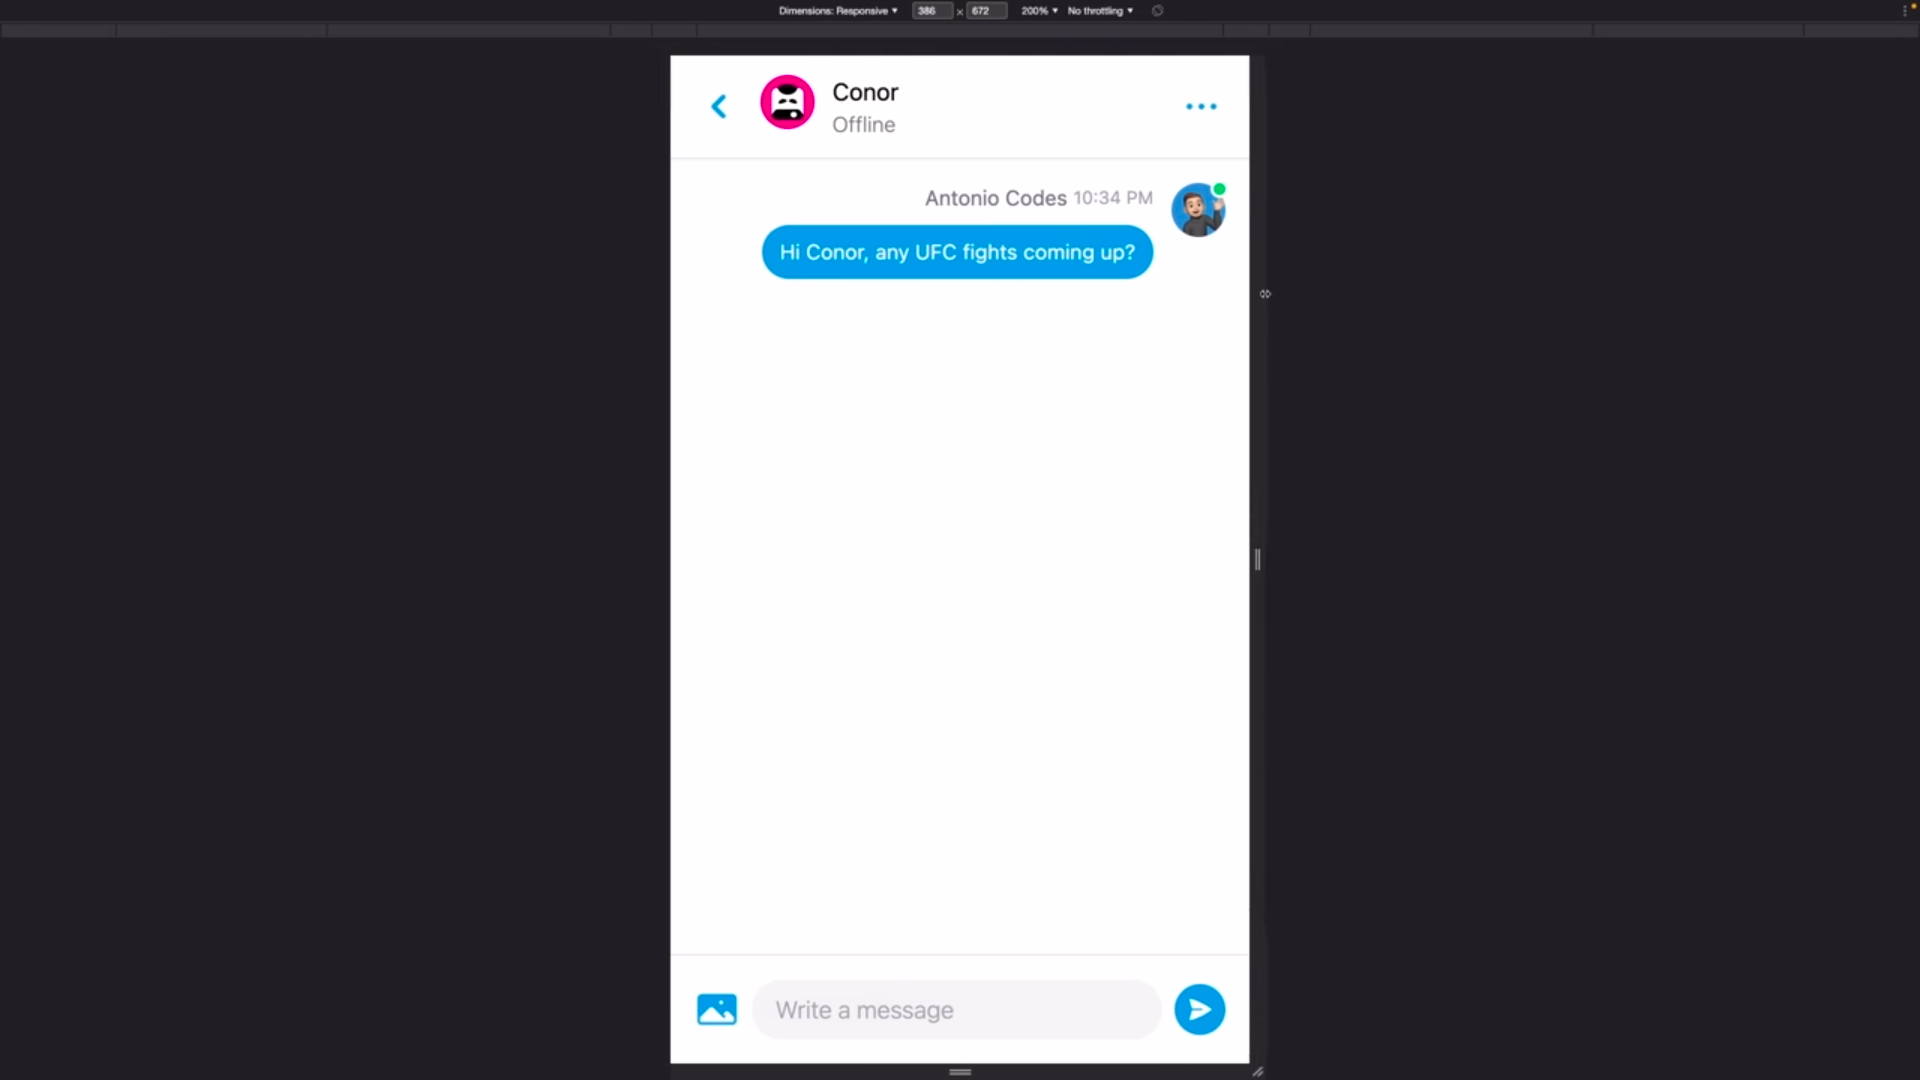 Dimensions: Responsive 386 × 672 200% No throttling
Conor
Offline
Antonio Codes 10:34 PM
Hi Conor, any UFC fights coming up?
Write a message